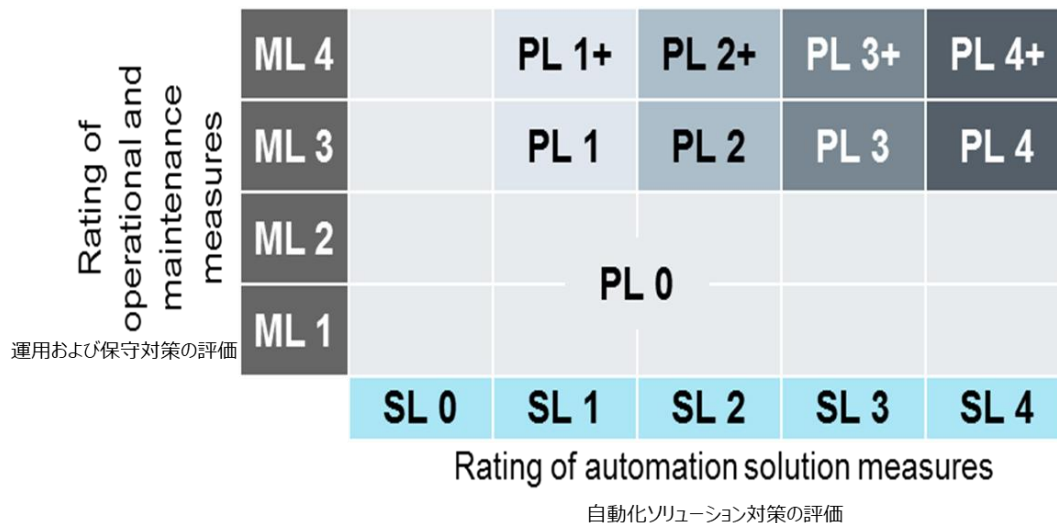 Rating of
operational and
maintenance
measures
運用および保守対策の評価
ML 4
PL 1+
PL 2+
PL 3+
PL 4+
ML 3
PL 1
PL 2
PL 3
PL 4
ML 2
PL 0
ML 1
SL 0
SL 1
SL 2
SL 3
SL 4
Rating of automation solution measures
自動化ソリューション対策の評価